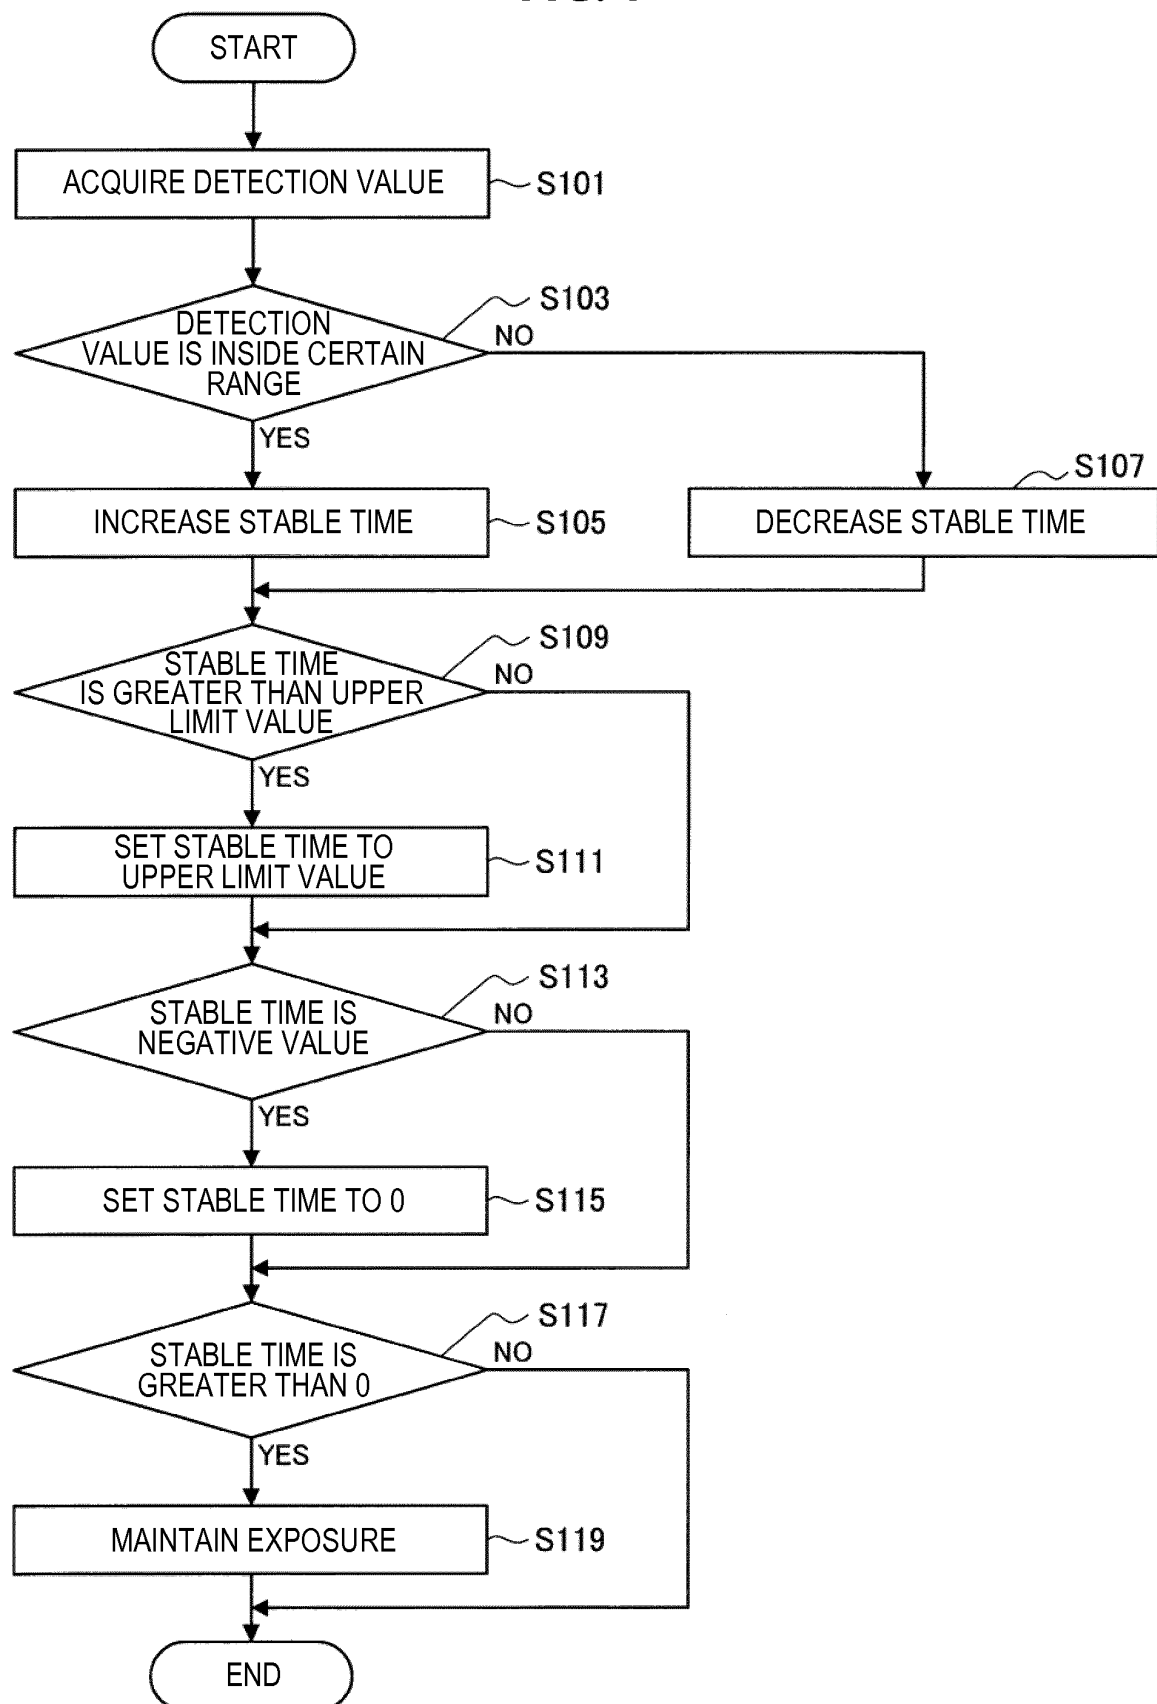 START
ACQUIRE DETECTION VALUE
S101
S103
DETECTION
VALUE IS INSIDE CERTAIN
RANGE
NO
YES
S107
INCREASE STABLE TIME
S105
DECREASE STABLE TIME
S109
STABLE TIME
IS GREATER THAN UPPER
LIMIT VALUE
NO
YES
SET STABLE TIME TO
UPPER LIMIT VALUE
S111
S113
STABLE TIME IS
NEGATIVE VALUE
NO
YES
SET STABLE TIME TO 0
S115
S117
STABLE TIME IS
GREATER THAN 0
NO
YES
MAINTAIN EXPOSURE
S119
END